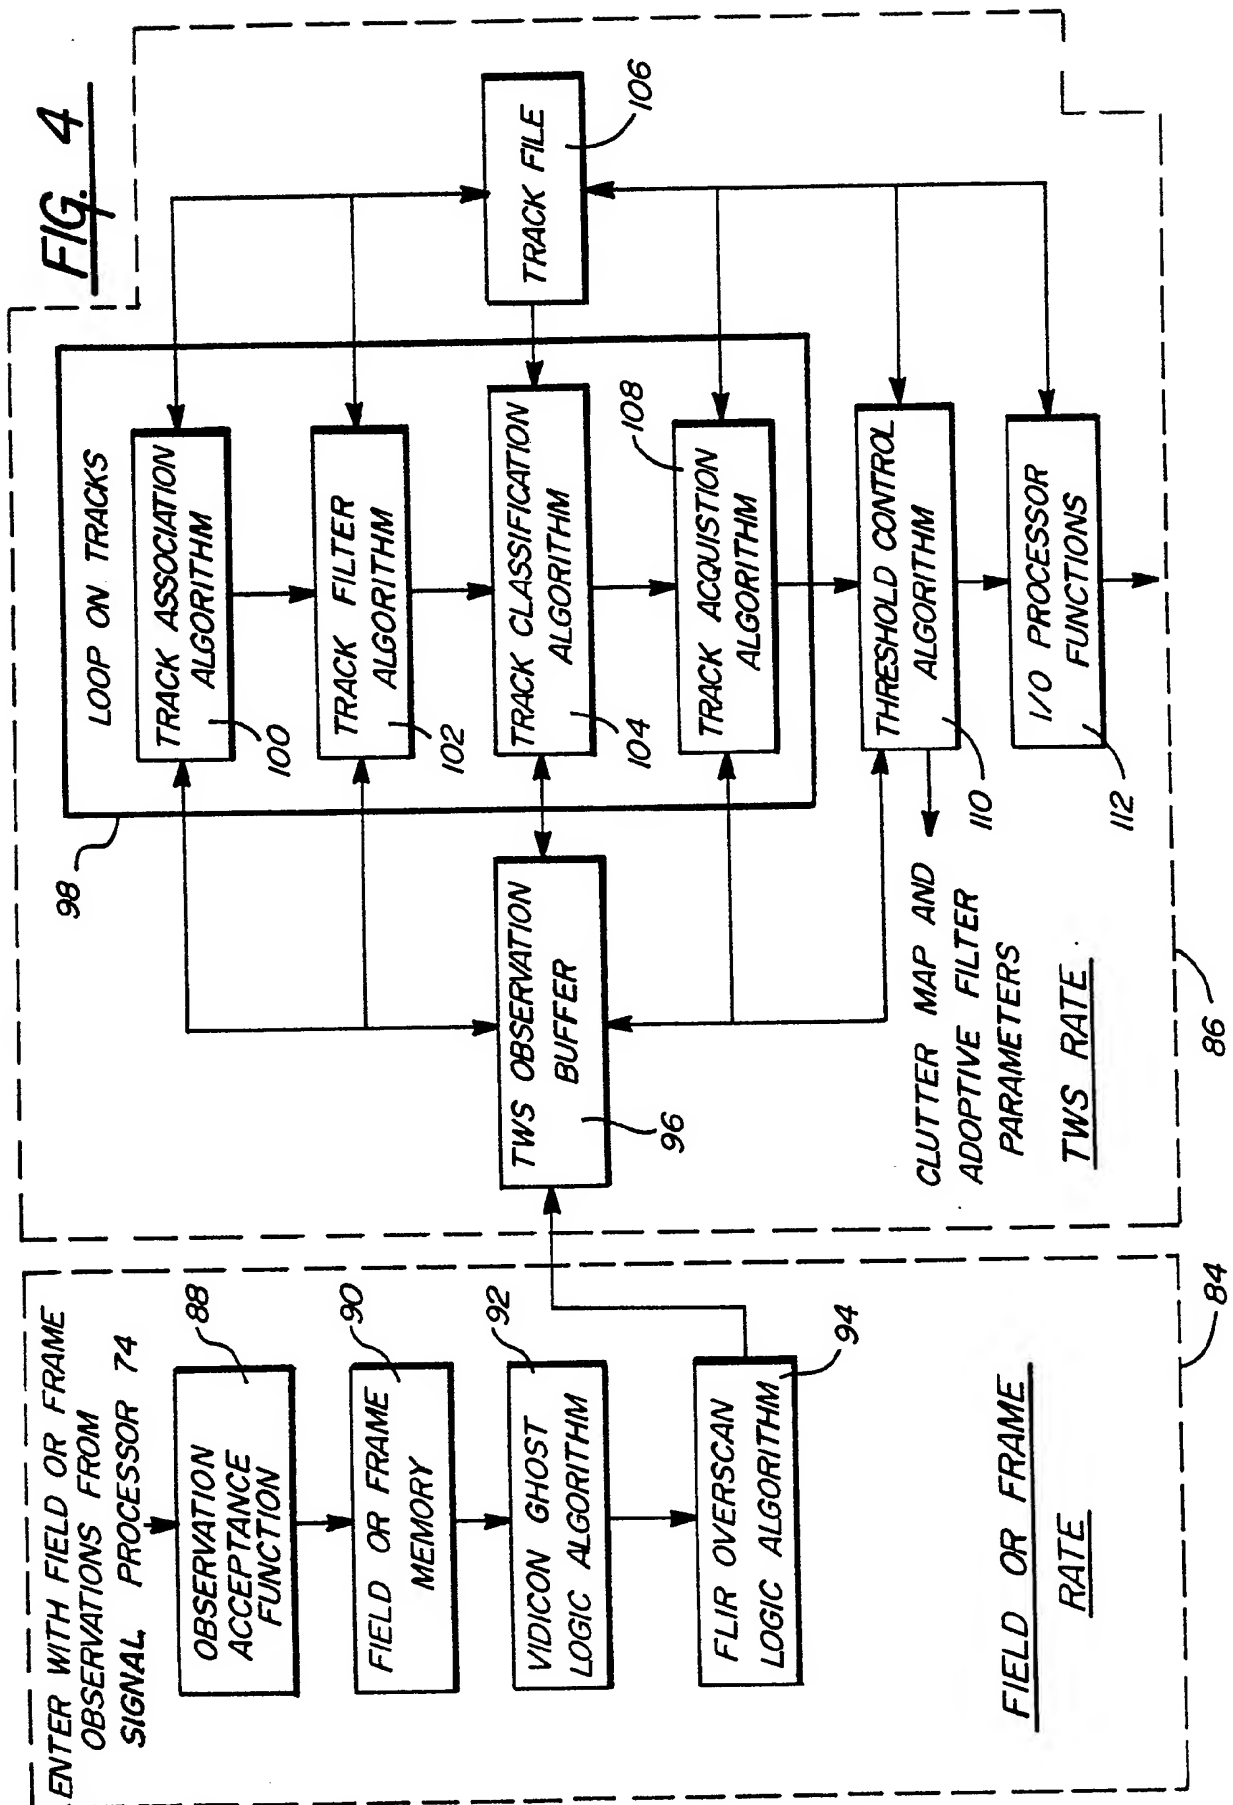 FIG. 4
ENTER WITH FIELD OR FRAME
OBSERVATIONS FROM
SIGNAL PROCESSOR 74
OBSERVATION
ACCEPTANCE
FUNCTION
88
FIELD OR FRAME
MEMORY
90
VIDICON GHOST
LOGIC ALGORITHM
92
FLIR OVERSCAN
LOGIC ALGORITHM
94
FIELD OR FRAME
RATE
84
TWS OBSERVATION
BUFFER
96
98
LOOP ON TRACKS
TRACK ASSOCIATION
ALGORITHM
100
TRACK FILTER
ALGORITHM
102
TRACK CLASSIFICATION
ALGORITHM
104
TRACK ACQUISTION
ALGORITHM
108
TRACK FILE
106
THRESHOLD CONTROL
ALGORITHM
110
I/O PROCESSOR
FUNCTIONS
112
CLUTTER MAP AND
ADOPTIVE FILTER
PARAMETERS
TWS RATE
86